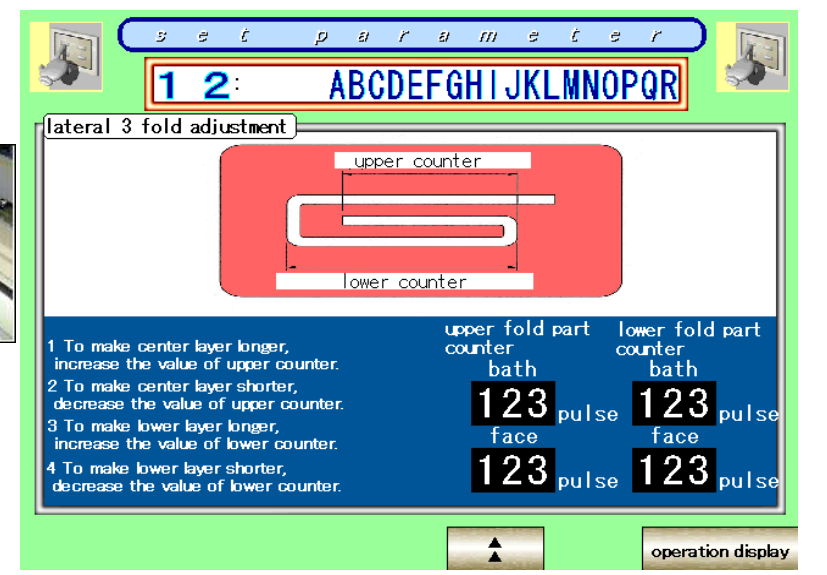 set parameter
12: ABCDEFGHIJKLMNOPQR
lateral 3 fold adjustment
upper counter
lower counter
1 To make center layer longer,
increase the value of upper counter.
2 To make center layer shorter,
decrease the value of upper counter.
3 To make lower layer longer,
increase the value of lower counter.
4 To make lower layer shorter,
decrease the value of lower counter.
upper fold part
counter
bath
123 pulse
face
123 pulse
lower fold part
counter
bath
123 pulse
face
123 pulse
operation display